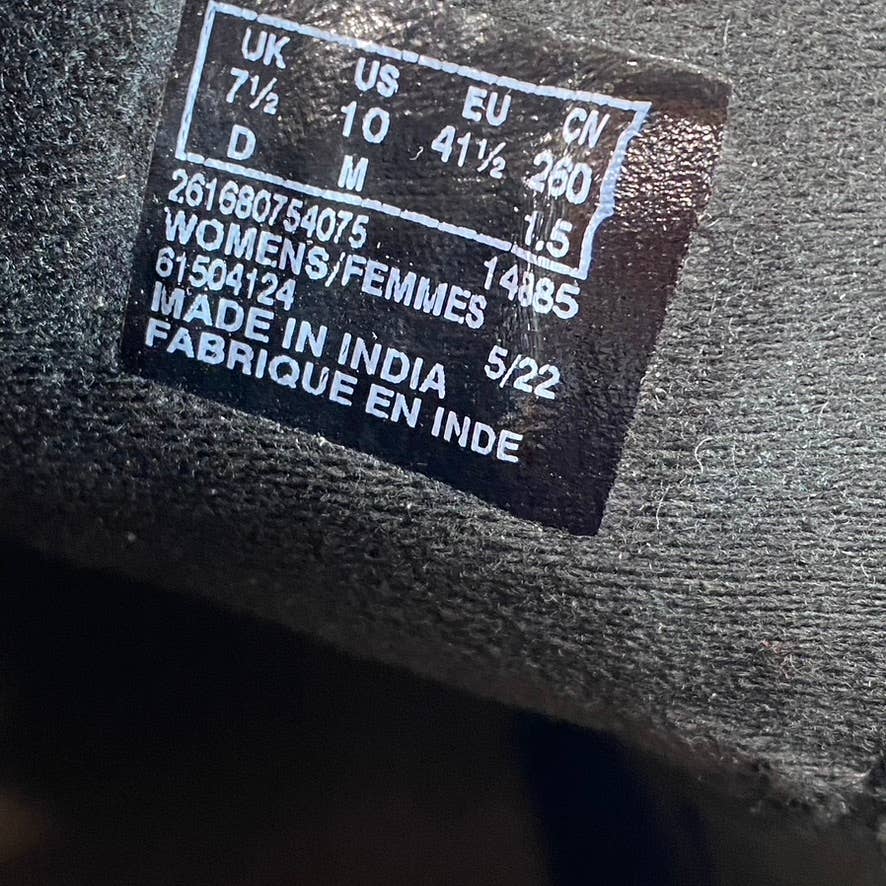 UK US EU CN
7½ 10 41½ 260
D M 1.5
261680754075 14885
WOMENS/FEMMES
61504124 5/22
MADE IN INDIA
FABRIQUE EN INDE